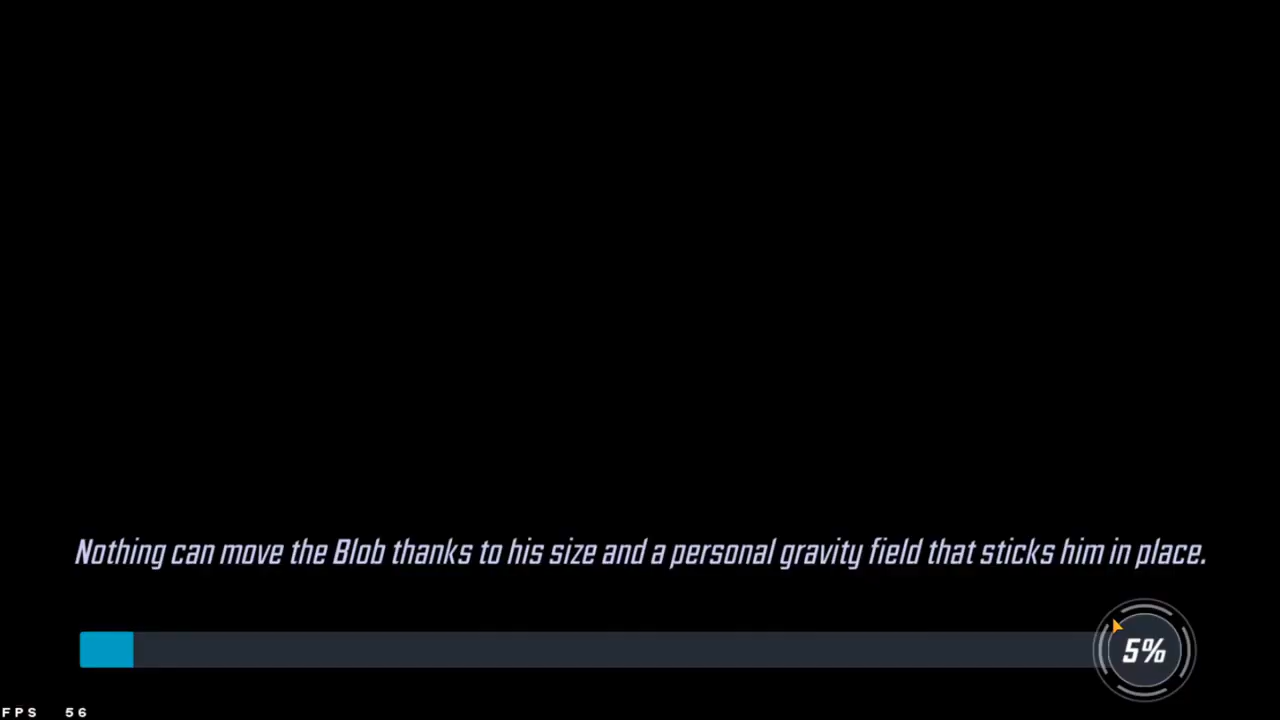 Nothing can move the Blob thanks to his size and a personal gravity field that sticks him in place.
5%
FPS 56